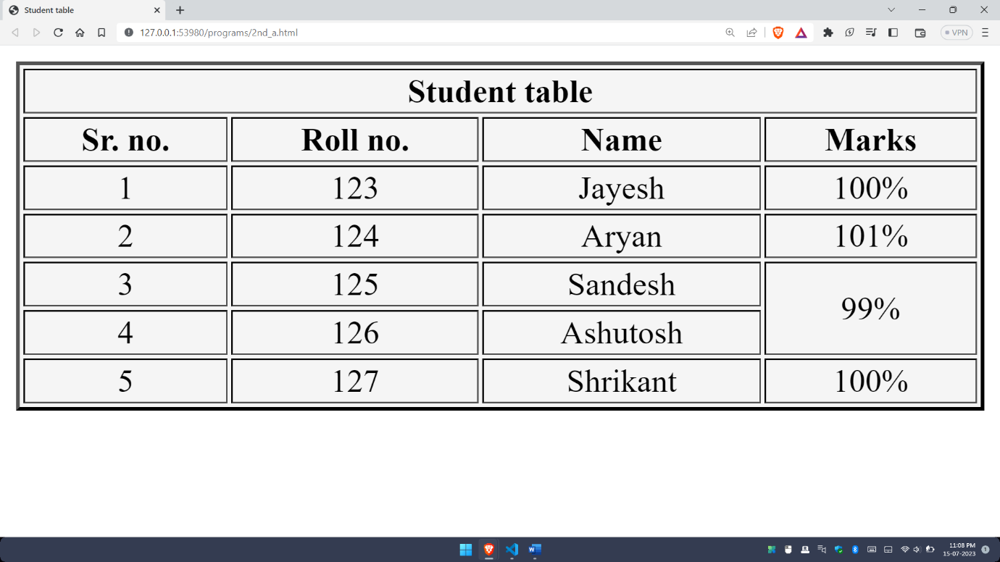 Student table
127.0.0.1:53980/programs/2nd_a.html
VPN
Student table
Sr. no. Roll no. Name Marks
1 123 Jayesh 100%
2 124 Aryan 101%
3 125 Sandesh 99%
4 126 Ashutosh
5 127 Shrikant 100%
11:08 PM
15-07-2023
1